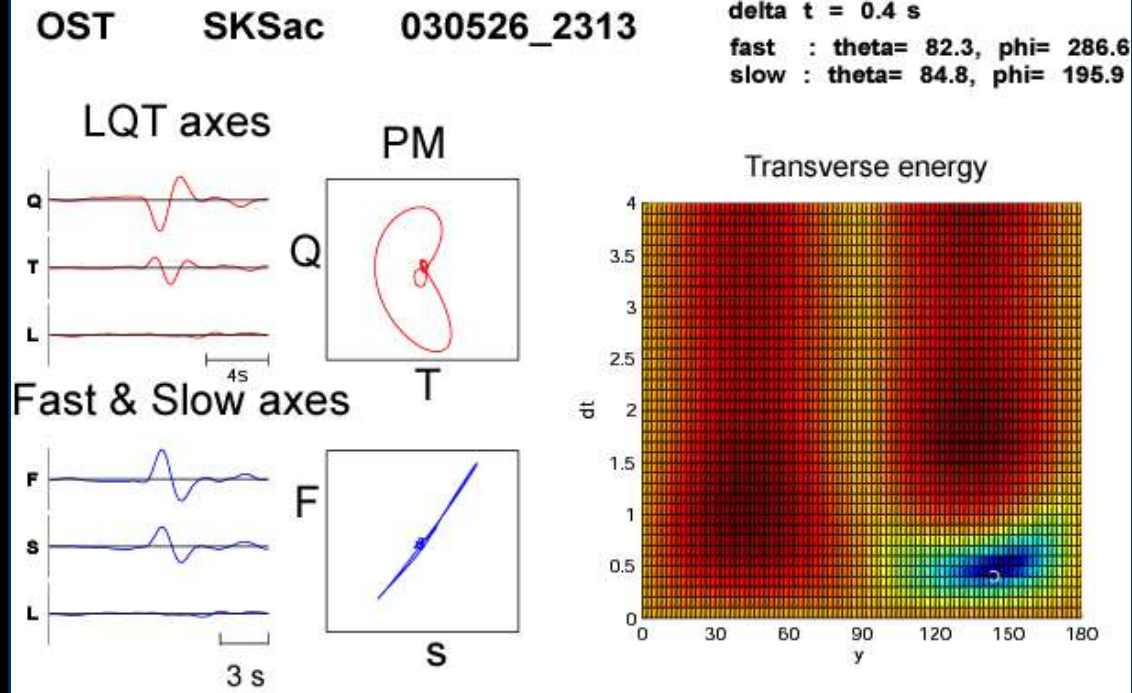 OST SKSac 030526_2313
delta t = 0.4 s
fast : theta= 82.3, phi= 286.6
slow : theta= 84.8, phi= 195.9
LQT axes
PM
Transverse energy
Q
T
L
4s
Q
T
Fast & Slow axes
F
S
L
3 s
F
S
4
3.5
3
2.5
2
1.5
1
0.5
0
dt
0 30 60 90 120 150 180
y